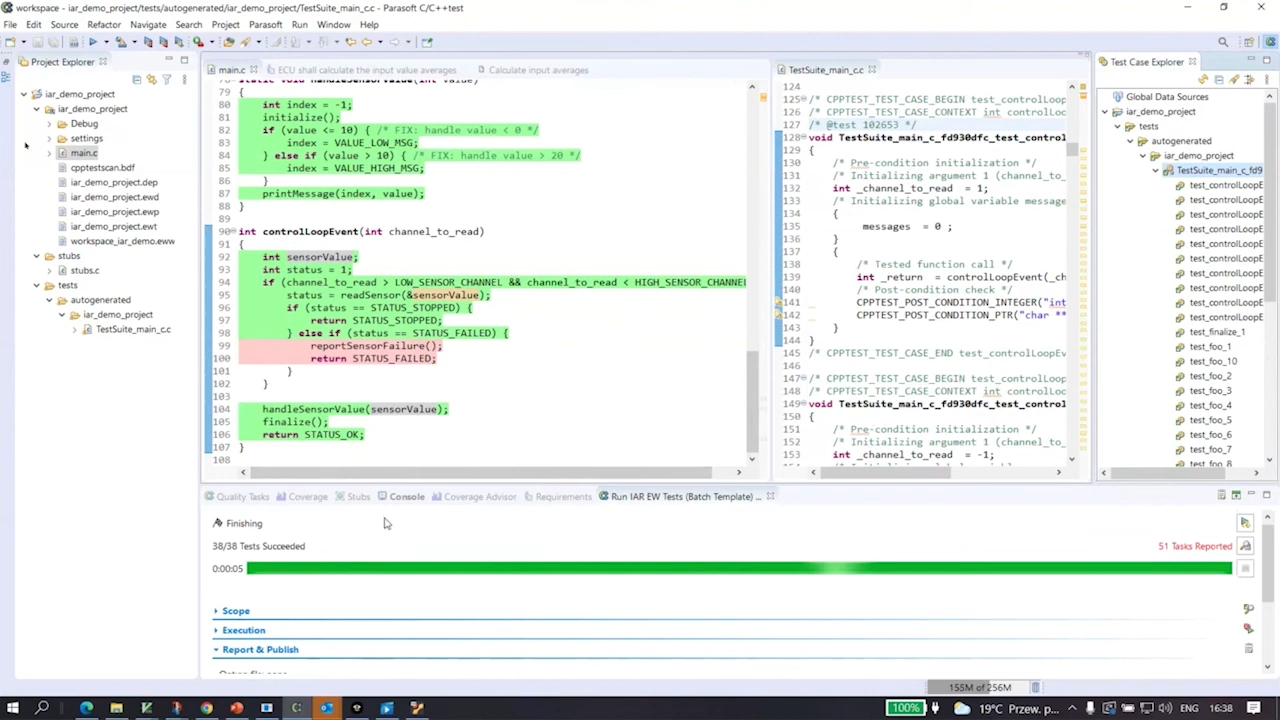 workspace - iar_demo_project/tests/autogenerated/iar_demo_project/TestSuite_main_c.c - Parasoft C/C++test
File Edit Source Refactor Navigate Search Project Parasoft Run Window Help
Project Explorer
iar_demo_project
iar_demo_project
Debug
settings
main.c
cpptestscan.bdf
iar_demo_project.dep
iar_demo_project.ewd
iar_demo_project.ewp
iar_demo_project.ewt
workspace_iar_demo.eww
stubs
stubs.c
tests
autogenerated
iar_demo_project
TestSuite_main_c.c
main.c ECU shall calculate the input value averages Calculate input averages
79 {
80 int index = -1;
81 initialize();
82 if (value <= 10) { /* FIX: handle value < 0 */
83 index = VALUE_LOW_MSG;
84 } else if (value > 10) { /* FIX: handle value > 20 */
85 index = VALUE_HIGH_MSG;
86 }
87 printMessage(index, value);
88 }
89
90 int controlLoopEvent(int channel_to_read)
91 {
92 int sensorValue;
93 int status = 1;
94 if (channel_to_read > LOW_SENSOR_CHANNEL && channel_to_read < HIGH_SENSOR_CHANNEL
95 status = readSensor(&sensorValue);
96 if (status == STATUS_STOPPED) {
97 return STATUS_STOPPED;
98 } else if (status == STATUS_FAILED) {
99 reportSensorFailure();
100 return STATUS_FAILED;
101 }
102 }
103
104 handleSensorValue(sensorValue);
105 finalize();
106 return STATUS_OK;
107 }
108
TestSuite_main_c.c
124
125 /* CPPTEST_TEST_CASE_BEGIN test_controlLoop
126 /* CPPTEST_TEST_CASE_CONTEXT int controlLoop
127 /* @test 102653 */
128 void TestSuite_main_c_fd930dfc_test_control
129 {
130 /* Pre-condition initialization */
131 /* Initializing argument 1 (channel_to
132 int _channel_to_read = 1;
133 /* Initializing global variable message
134 {
135 messages = 0 ;
136 }
137 {
138 /* Tested function call */
139 int _return = controlLoopEvent(_ch
140 /* Post-condition check */
141 CPPTEST_POST_CONDITION_INTEGER("int
142 CPPTEST_POST_CONDITION_PTR("char **
143 }
144 }
145 /* CPPTEST_TEST_CASE_END test_controlLoopEv
146
147 /* CPPTEST_TEST_CASE_BEGIN test_controlLoop
148 /* CPPTEST_TEST_CASE_CONTEXT int controlLoop
149 void TestSuite_main_c_fd930dfc_test_control
150 {
151 /* Pre-condition initialization */
152 /* Initializing argument 1 (channel_to
153 int _channel_to_read = -1;
Test Case Explorer
Global Data Sources
iar_demo_project
tests
autogenerated
iar_demo_project
TestSuite_main_c_fd9
test_controlLoopE
test_controlLoopE
test_controlLoopE
test_controlLoopE
test_controlLoopE
test_controlLoopE
test_controlLoopE
test_controlLoopE
test_controlLoopE
test_controlLoopE
test_finalize_1
test_foo_1
test_foo_10
test_foo_2
test_foo_3
test_foo_4
test_foo_5
test_foo_6
test_foo_7
test_foo_8
Quality Tasks Coverage Stubs Console Coverage Advisor Requirements Run IAR EW Tests (Batch Template) ...
Finishing
38/38 Tests Succeeded 51 Tasks Reported
0:00:05
Scope
Execution
Report & Publish
155M of 256M
100% 19°C Przew. p... ENG 16:38